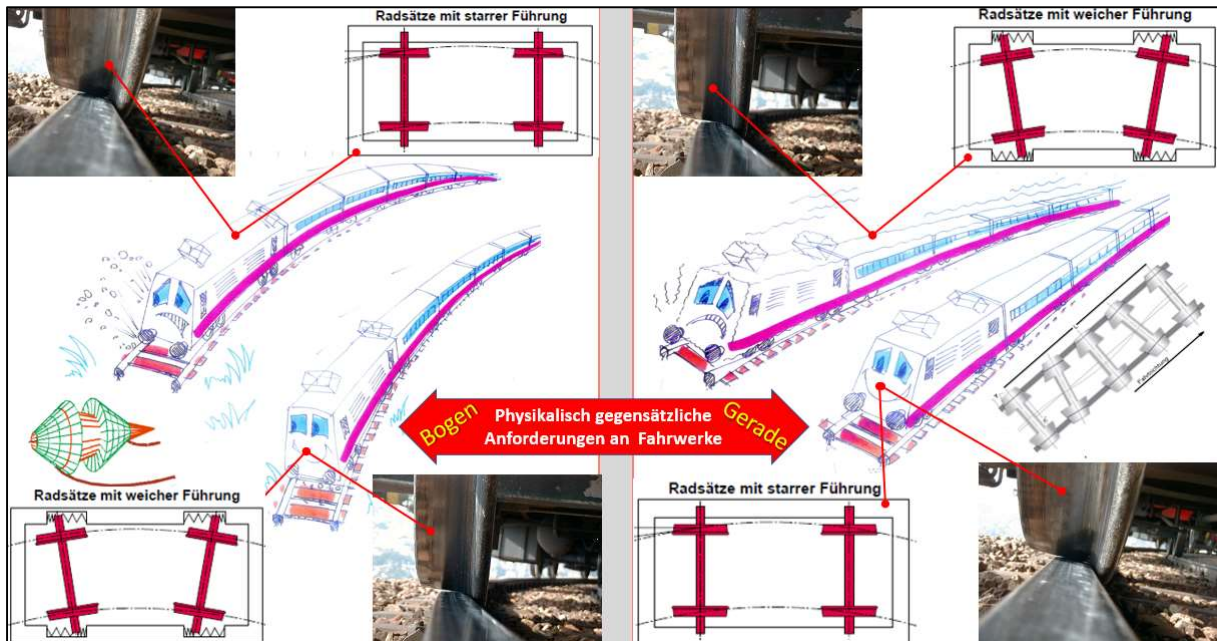 Radsätze mit starrer Führung
Radsätze mit weicher Führung
Bogen
Physikalisch gegensätzliche
Anforderungen an Fahrwerke
Gerade
Fahrtrichtung
Radsätze mit weicher Führung
Radsätze mit starrer Führung